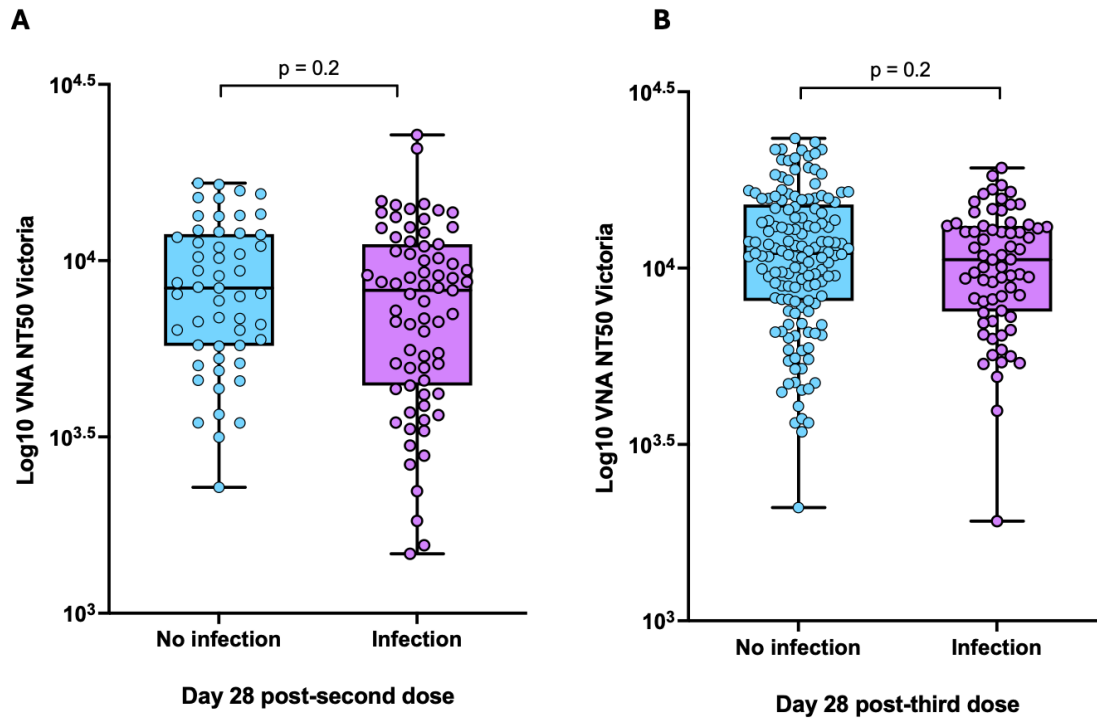 A
p = 0.2
Log10 VNA NT50 Victoria
10^4.5
10^4
10^3.5
10^3
No infection
Infection
Day 28 post-second dose
B
p = 0.2
Log10 VNA NT50 Victoria
10^4.5
10^4
10^3.5
10^3
No infection
Infection
Day 28 post-third dose